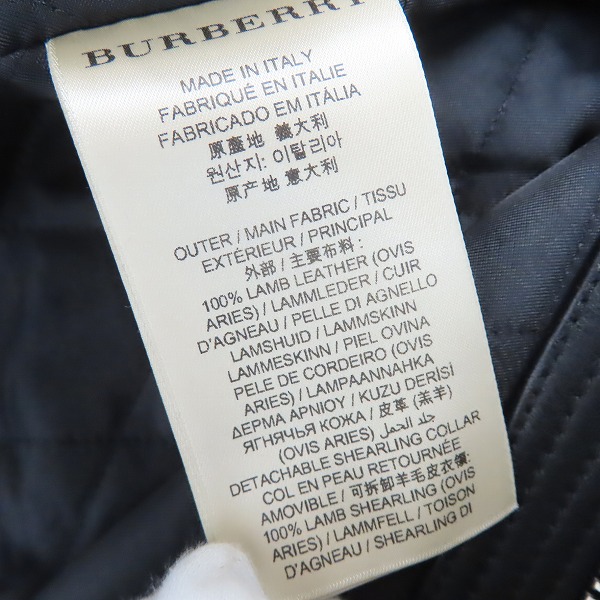 BURBERRY
MADE IN ITALY
FABRIQUÉ EN ITALIE
FABRICADO EM ITÁLIA
原產地 義大利
원산지: 이탈리아
原产地 意大利
OUTER / MAIN FABRIC / TISSU
EXTÉRIEUR / PRINCIPAL
外部 / 主要布料:
100% LAMB LEATHER (OVIS
ARIES) / LAMMLEDER / CUIR
D'AGNEAU / PELLE DI AGNELLO
LAMSHUID / LAMMSKINN /
LAMMESKINN / PIEL OVINA
PELE DE CORDEIRO (OVIS
ARIES) / LAMPAANNAHKA
ΔΕΡΜΑ ΑΡΝΙΟΥ / KUZU DERİSİ
ЯГНЯЧЬЯ КОЖА / 皮革 (羔羊)
(OVIS ARIES) جلد الحمل
DETACHABLE SHEARLING COLLAR
COL EN PEAU RETOURNÉE
AMOVIBLE / 可拆卸羊毛皮衣領:
100% LAMB SHEARLING (OVIS
ARIES) / LAMMFELL / TOISON
D'AGNEAU / SHEARLING DI